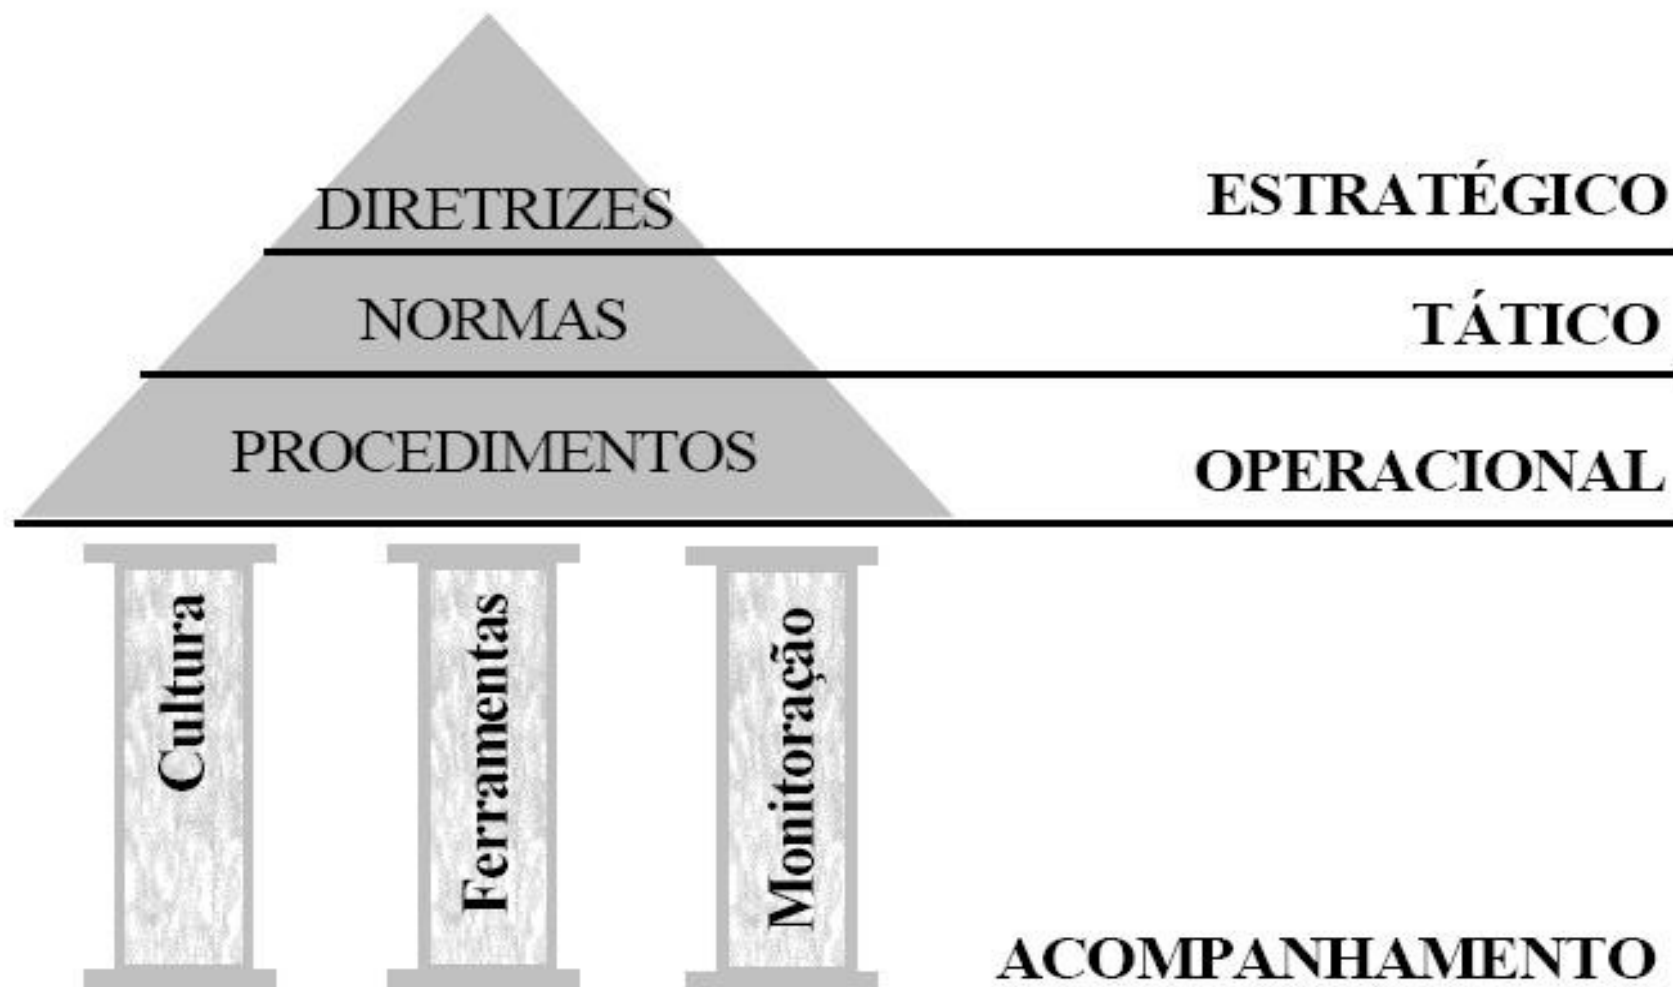 DIRETRIZES
ESTRATÉGICO
NORMAS
TÁTICO
PROCEDIMENTOS
OPERACIONAL
Cultura
Ferramentas
Monitoração
ACOMPANHAMENTO